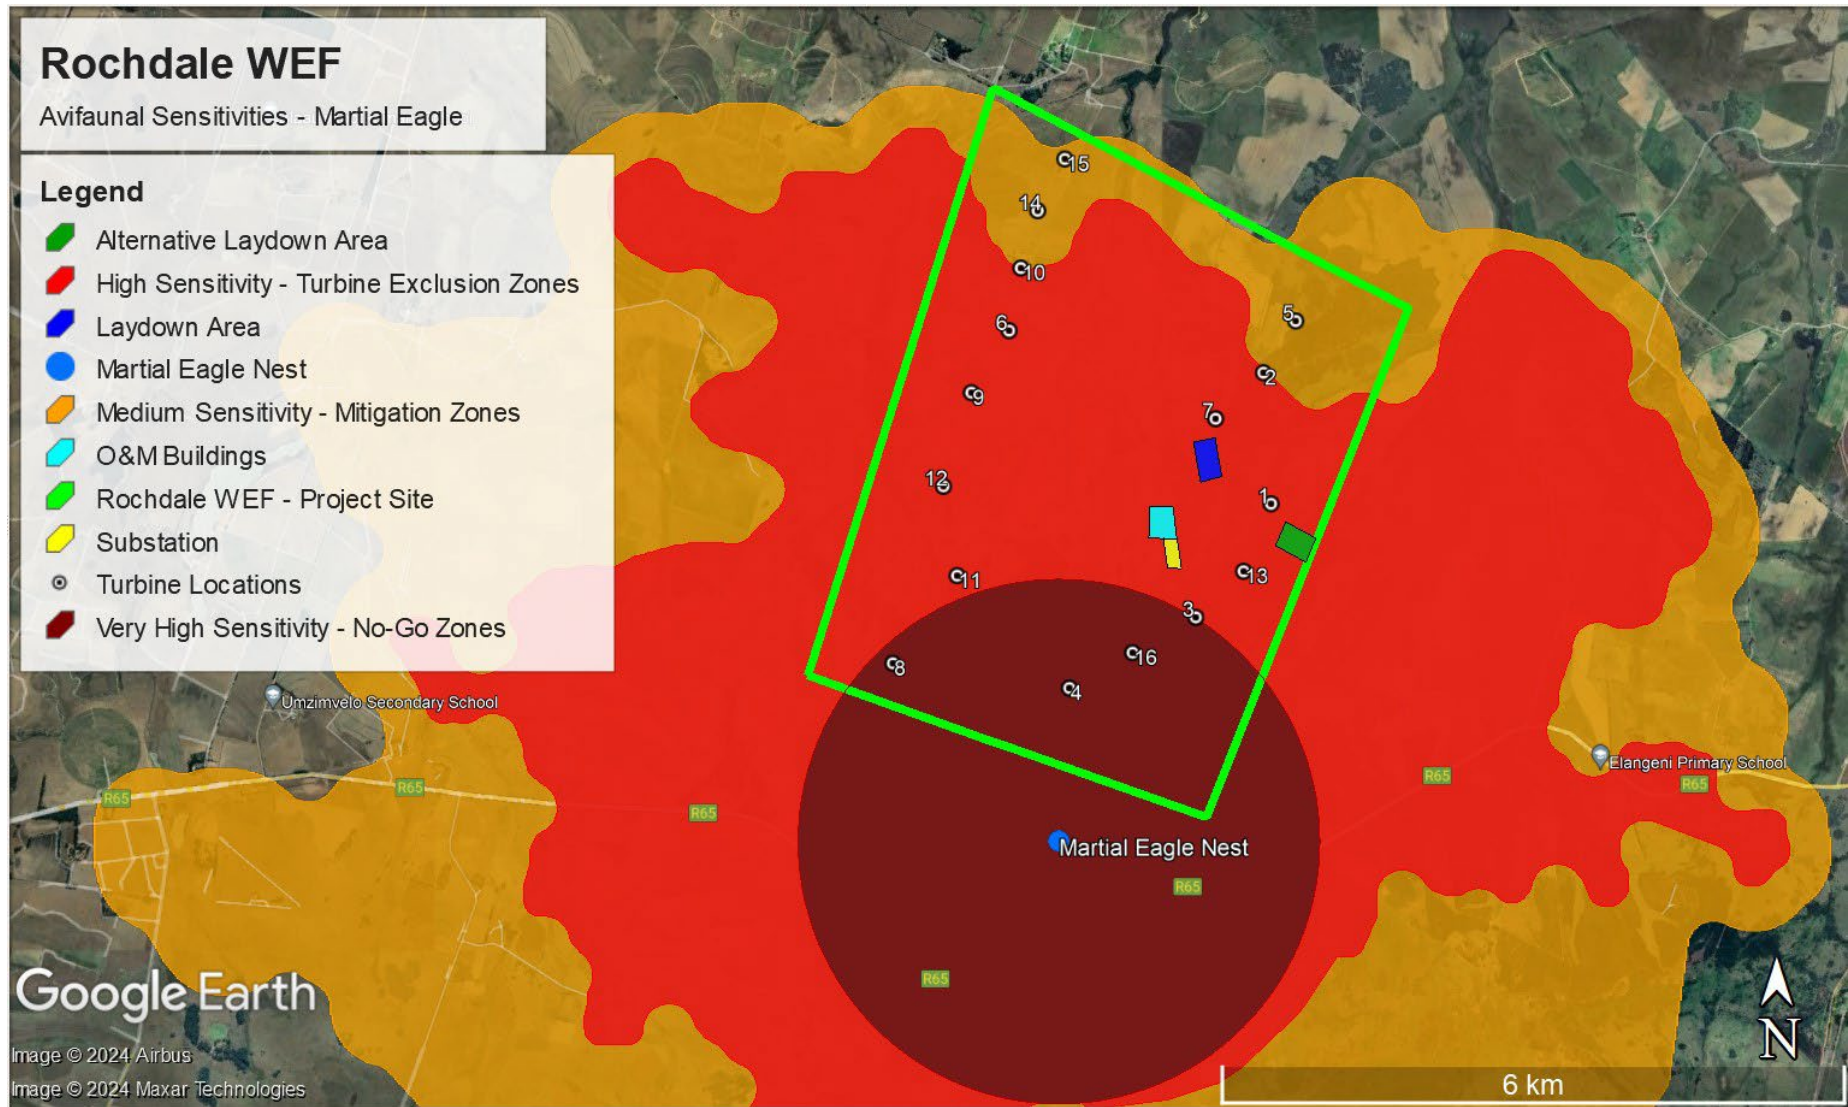 Rochdale WEF
Avifaunal Sensitivities - Martial Eagle
Legend
Alternative Laydown Area
High Sensitivity - Turbine Exclusion Zones
Laydown Area
Martial Eagle Nest
Medium Sensitivity - Mitigation Zones
O&M Buildings
Rochdale WEF - Project Site
Substation
Turbine Locations
Very High Sensitivity - No-Go Zones
15
14
10
6
5
2
9
7
12
1
11
13
3
16
8
4
Umzimvelo Secondary School
Elangeni Primary School
R65
R65
R65
R65
R65
Martial Eagle Nest
R65
R65
Google Earth
N
Image © 2024 Airbus
Image © 2024 Maxar Technologies
6 km